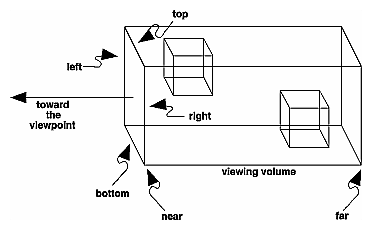 top
left
toward
the
viewpoint
right
bottom
viewing volume
near
far